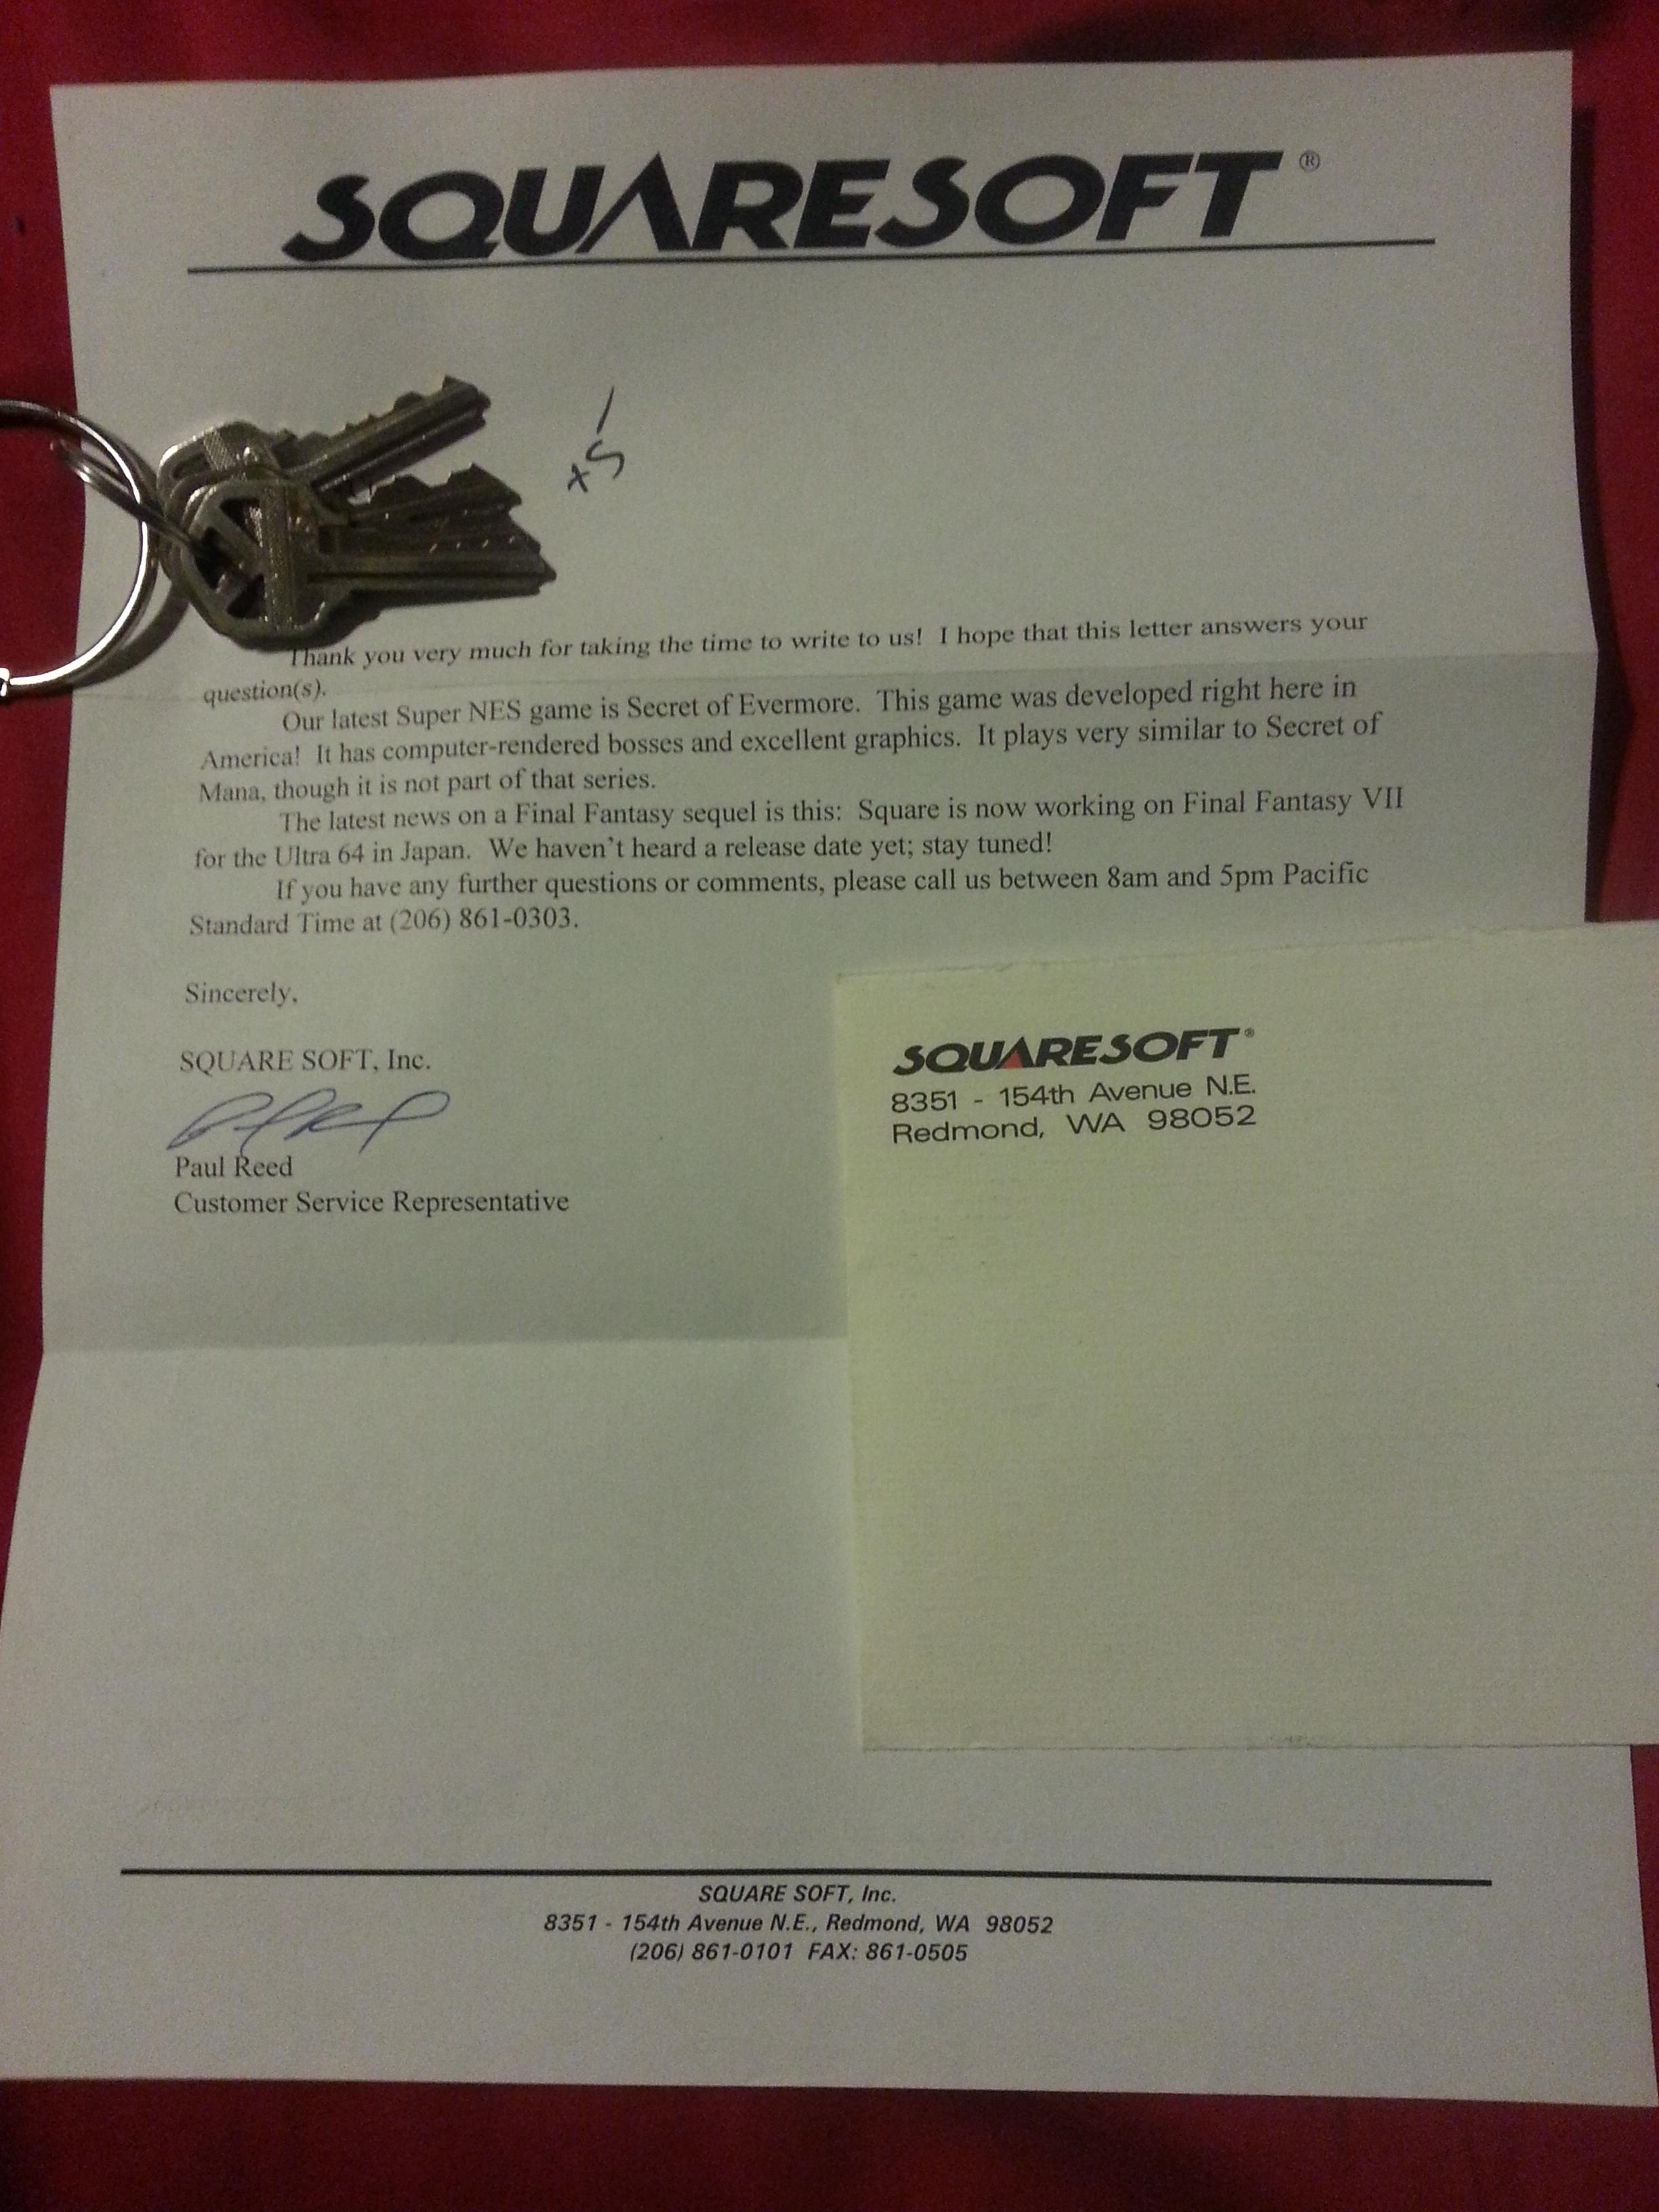 SQUARESOFT®
Thank you very much for taking the time to write to us! I hope that this letter answers your
question(s).
Our latest Super NES game is Secret of Evermore. This game was developed right here in
America! It has computer-rendered bosses and excellent graphics. It plays very similar to Secret of
Mana, though it is not part of that series.
The latest news on a Final Fantasy sequel is this: Square is now working on Final Fantasy VII
for the Ultra 64 in Japan. We haven't heard a release date yet; stay tuned!
If you have any further questions or comments, please call us between 8am and 5pm Pacific
Standard Time at (206) 861-0303.
Sincerely,
SQUARE SOFT, Inc.
Paul Reed
Customer Service Representative
SQUARESOFT®
8351 - 154th Avenue N.E.
Redmond, WA 98052
SQUARE SOFT, Inc.
8351 - 154th Avenue N.E., Redmond, WA 98052
(206) 861-0101 FAX: 861-0505